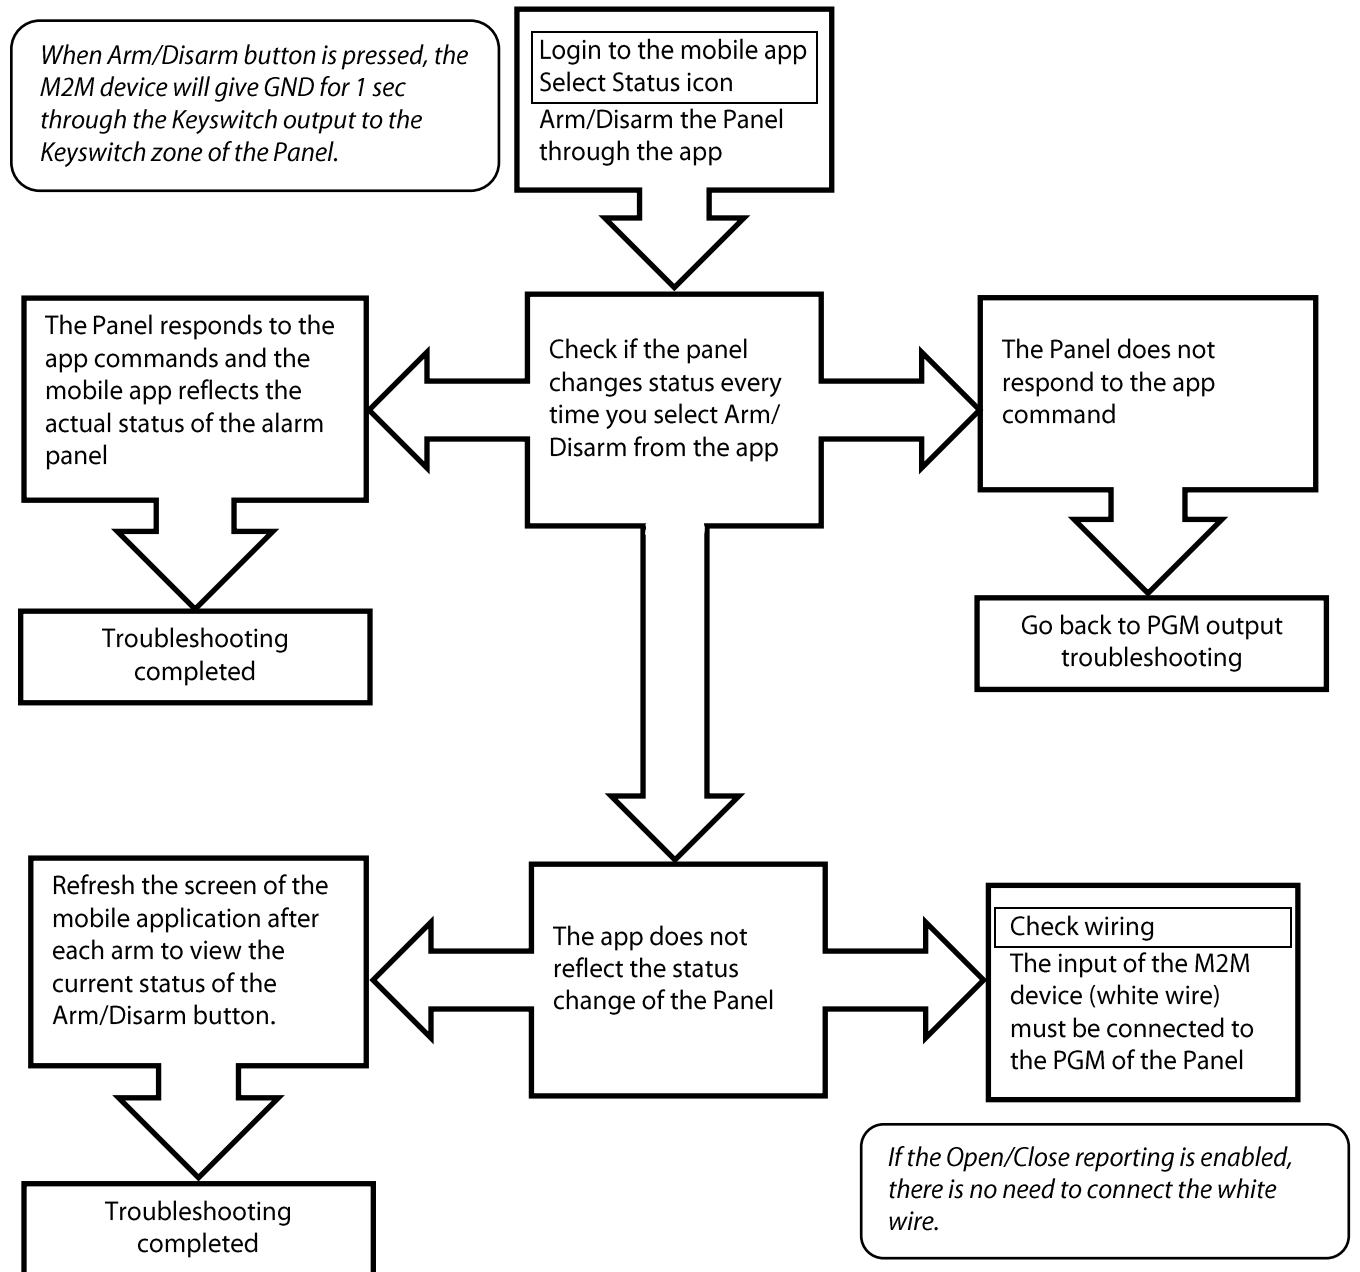 When Arm/Disarm button is pressed, the
M2M device will give GND for 1 sec
through the Keyswitch output to the
Keyswitch zone of the Panel.
Login to the mobile app
Select Status icon
Arm/Disarm the Panel
through the app
The Panel responds to the
app commands and the
mobile app reflects the
actual status of the alarm
panel
Check if the panel
changes status every
time you select Arm/
Disarm from the app
The Panel does not
respond to the app
command
Troubleshooting
completed
Go back to PGM output
troubleshooting
Refresh the screen of the
mobile application after
each arm to view the
current status of the
Arm/Disarm button.
The app does not
reflect the status
change of the Panel
Check wiring
The input of the M2M
device (white wire)
must be connected to
the PGM of the Panel
If the Open/Close reporting is enabled,
there is no need to connect the white
wire.
Troubleshooting
completed